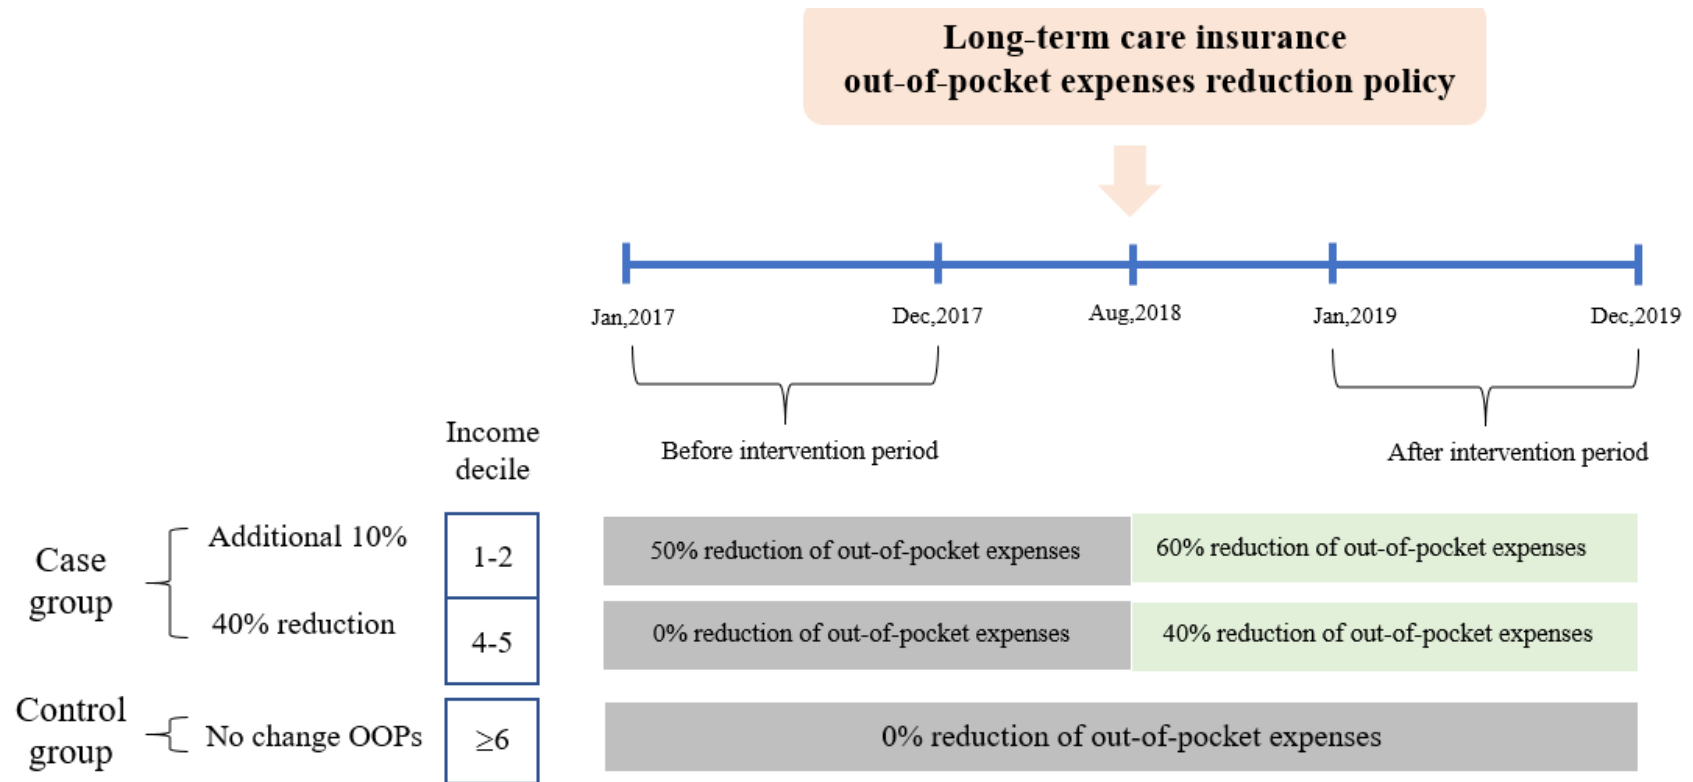 Long-term care insurance
out-of-pocket expenses reduction policy
Jan,2017
Dec,2017
Aug,2018
Jan,2019
Dec,2019
Before intervention period
After intervention period
Income
decile
Case
group
Additional 10%
1-2
50% reduction of out-of-pocket expenses
60% reduction of out-of-pocket expenses
40% reduction
4-5
0% reduction of out-of-pocket expenses
40% reduction of out-of-pocket expenses
Control
group
No change OOPs
≥6
0% reduction of out-of-pocket expenses